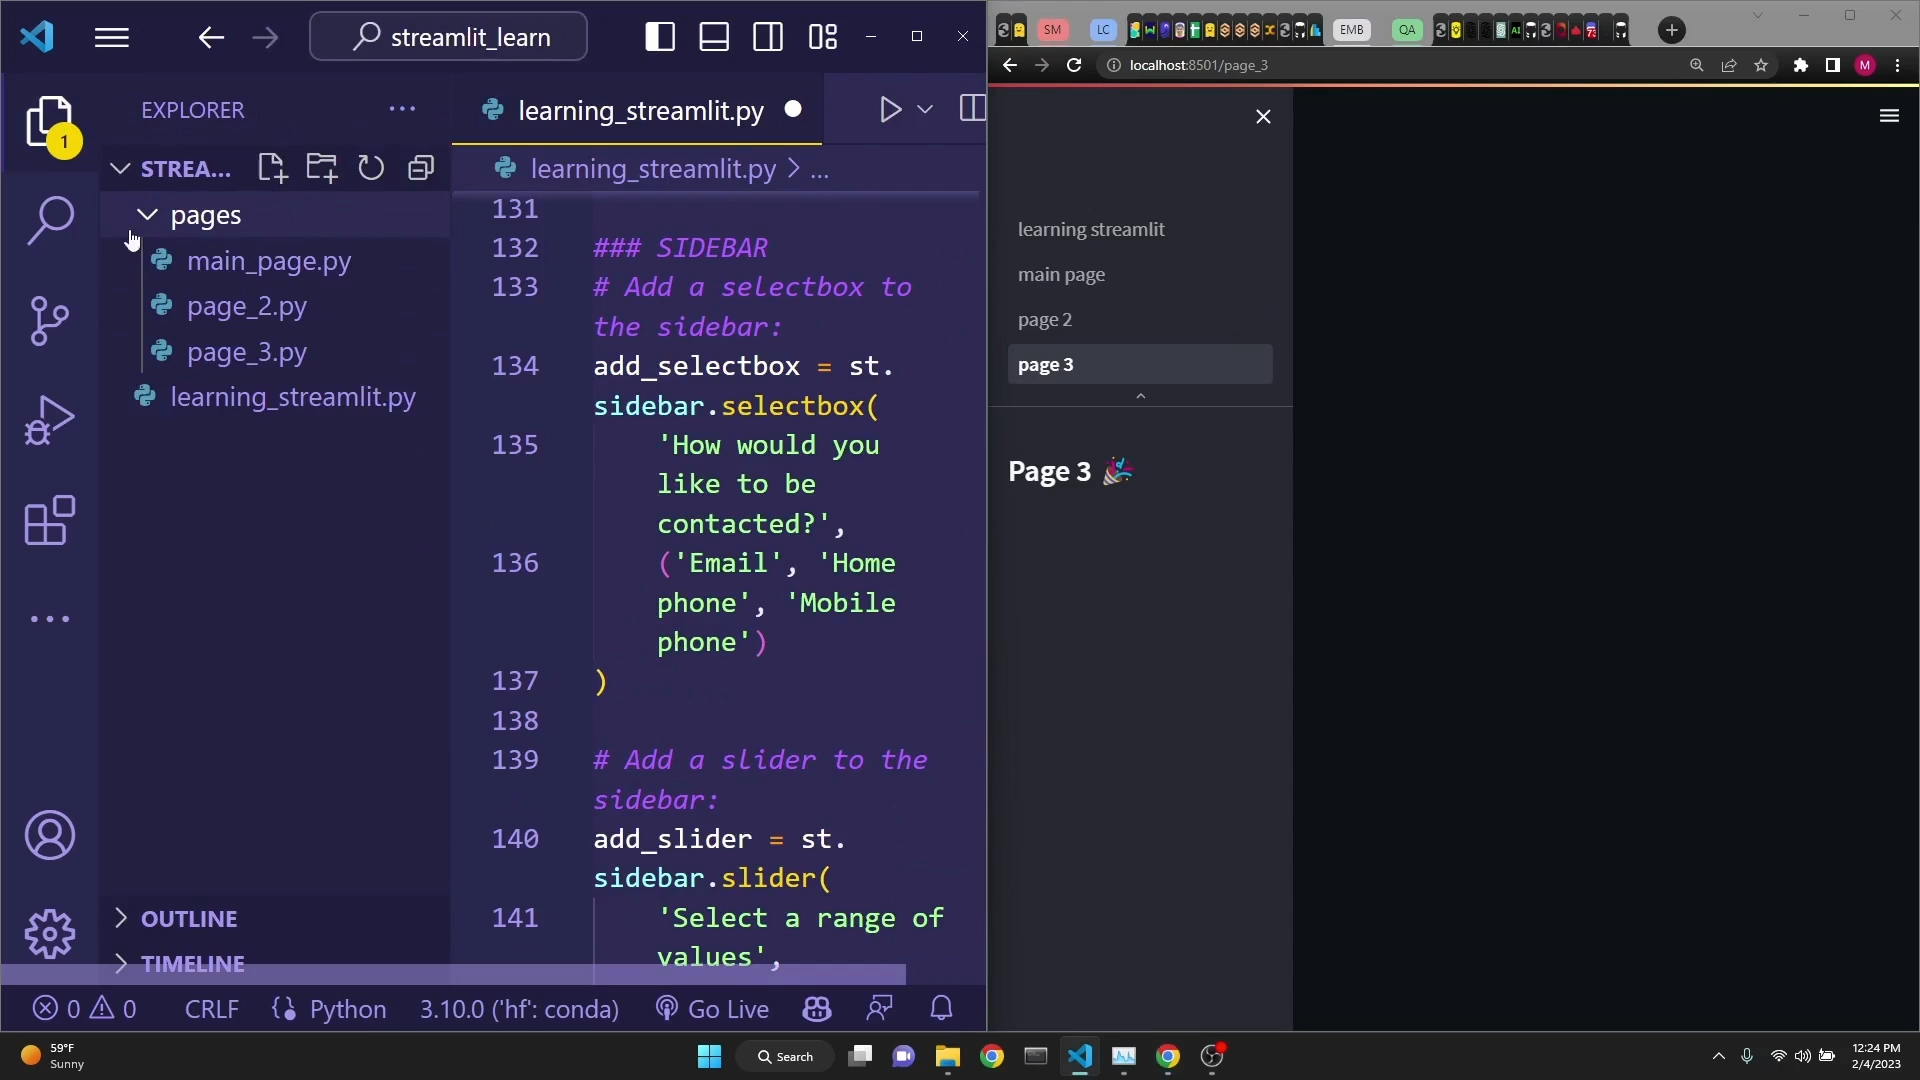 streamlit_learn
EXPLORER
1
STREA...
pages
main_page.py
page_2.py
page_3.py
learning_streamlit.py
OUTLINE
TIMELINE
learning_streamlit.py
learning_streamlit.py > ...
131
132 ### SIDEBAR
133 # Add a selectbox to
the sidebar:
134 add_selectbox = st.
sidebar.selectbox(
135 'How would you
like to be
contacted?',
136 ('Email', 'Home
phone', 'Mobile
phone')
137 )
138
139 # Add a slider to the
sidebar:
140 add_slider = st.
sidebar.slider(
141 'Select a range of
values',
0 0 CRLF Python 3.10.0 ('hf': conda) Go Live
SM LC EMB QA
localhost:8501/page_3
M
learning streamlit
main page
page 2
page 3
Page 3 🎉
59°F
Sunny
Search
12:24 PM
2/4/2023